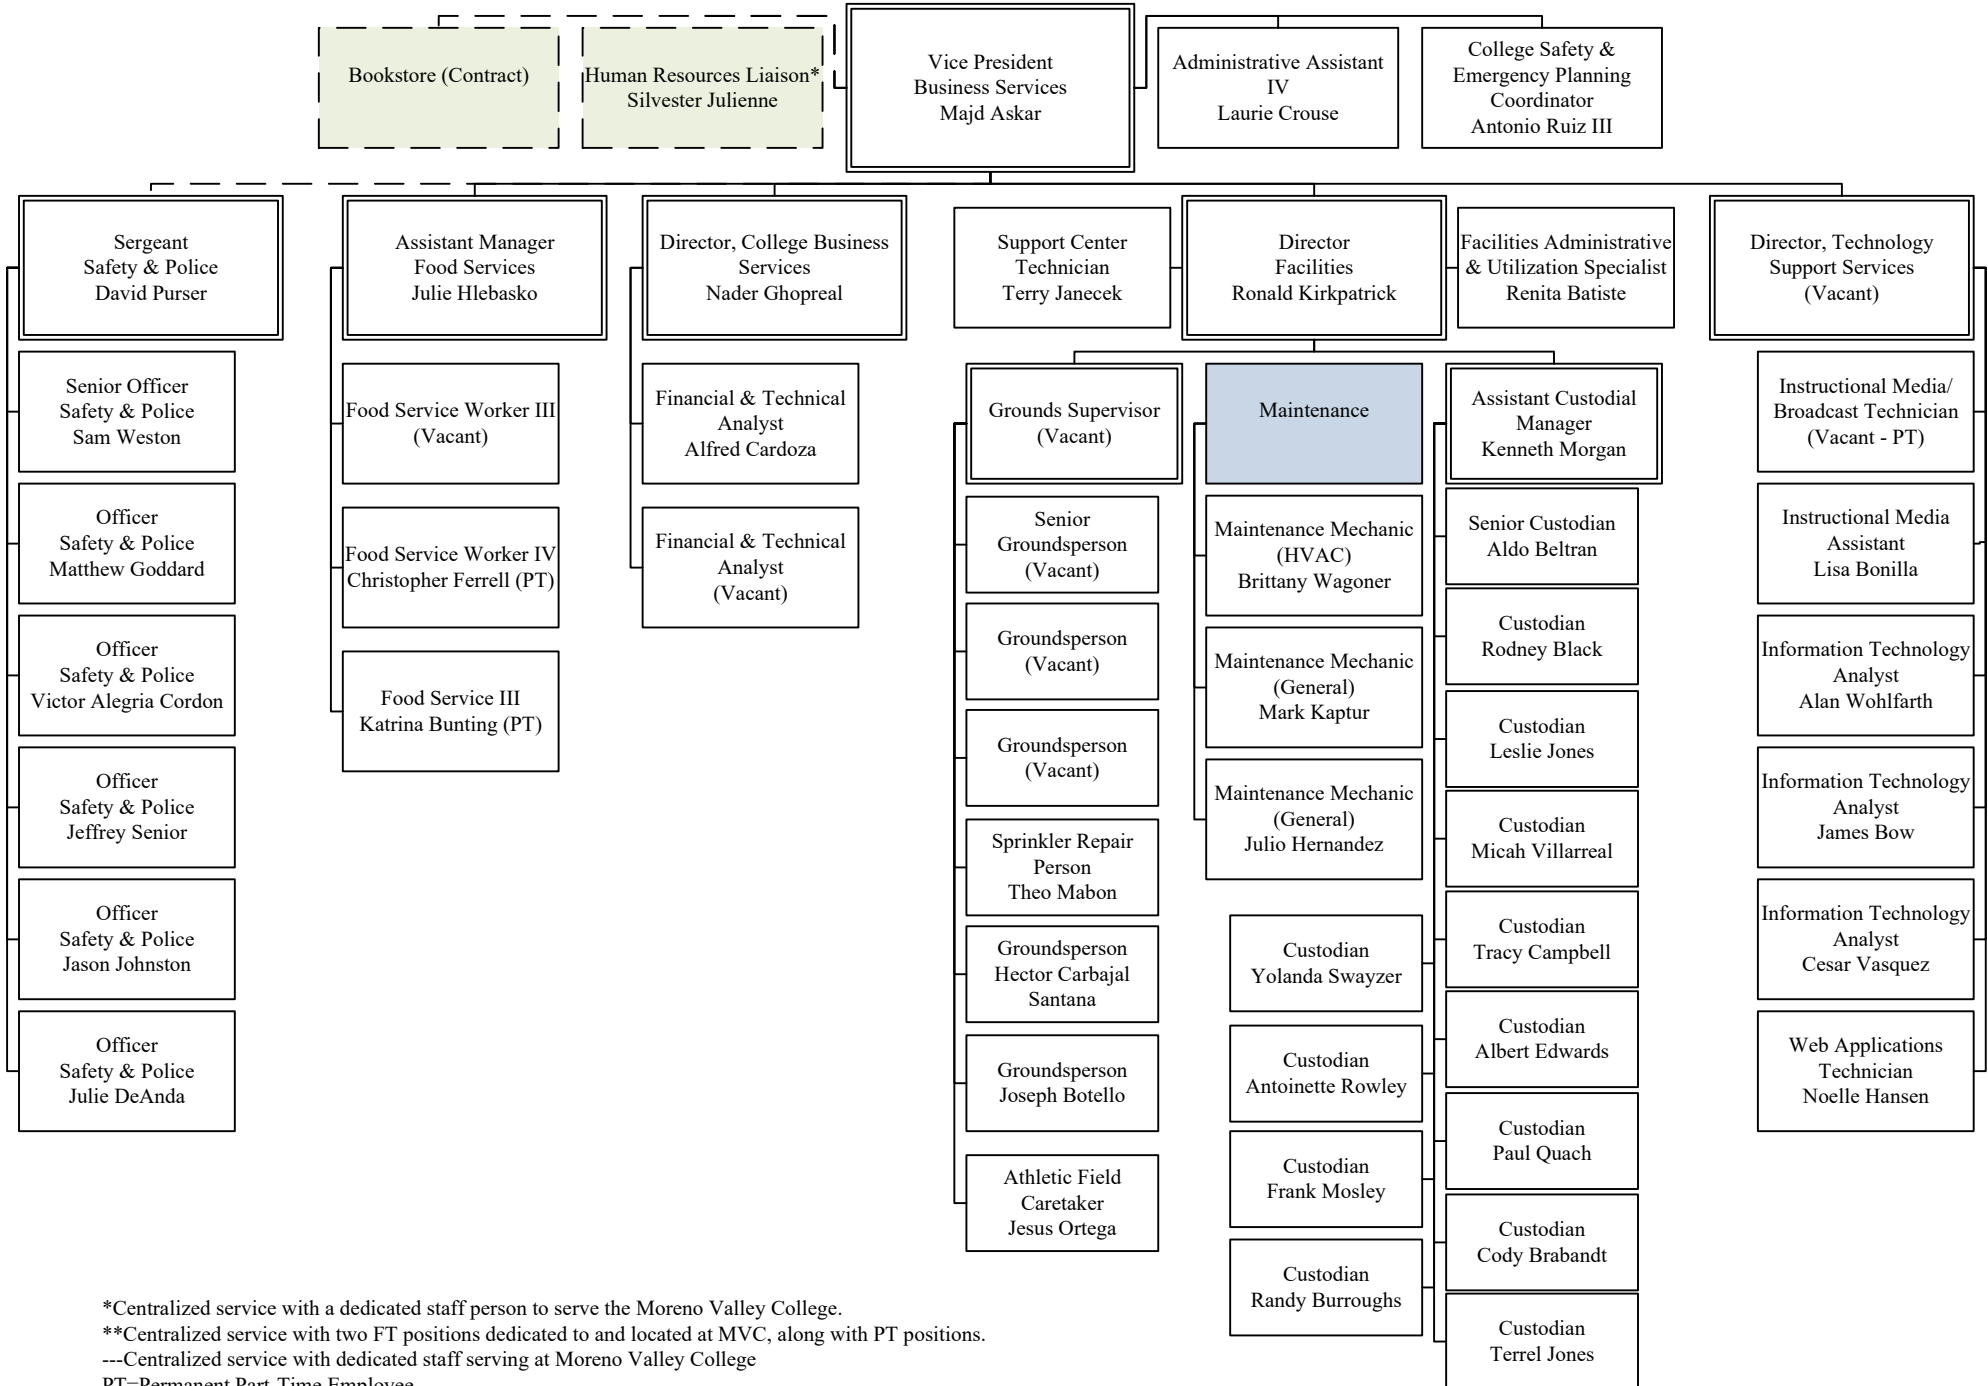 Bookstore (Contract)
Human Resources Liaison*
Silvester Julienne
Vice President
Business Services
Majd Askar
Administrative Assistant
IV
Laurie Crouse
College Safety &
Emergency Planning
Coordinator
Antonio Ruiz III
Sergeant
Safety & Police
David Purser
Assistant Manager
Food Services
Julie Hlebasko
Director, College Business
Services
Nader Ghopreal
Support Center
Technician
Terry Janecek
Director
Facilities
Ronald Kirkpatrick
Facilities Administrative
& Utilization Specialist
Renita Batiste
Director, Technology
Support Services
(Vacant)
Senior Officer
Safety & Police
Sam Weston
Officer
Safety & Police
Matthew Goddard
Officer
Safety & Police
Victor Alegria Cordon
Officer
Safety & Police
Jeffrey Senior
Officer
Safety & Police
Jason Johnston
Officer
Safety & Police
Julie DeAnda
Food Service Worker III
(Vacant)
Food Service Worker IV
Christopher Ferrell (PT)
Food Service III
Katrina Bunting (PT)
Financial & Technical
Analyst
Alfred Cardoza
Financial & Technical
Analyst
(Vacant)
Grounds Supervisor
(Vacant)
Senior
Groundsperson
(Vacant)
Groundsperson
(Vacant)
Groundsperson
(Vacant)
Sprinkler Repair
Person
Theo Mabon
Groundsperson
Hector Carbajal
Santana
Groundsperson
Joseph Botello
Athletic Field
Caretaker
Jesus Ortega
Maintenance
Maintenance Mechanic
(HVAC)
Brittany Wagoner
Maintenance Mechanic
(General)
Mark Kaptur
Maintenance Mechanic
(General)
Julio Hernandez
Custodian
Yolanda Swayzer
Custodian
Antoinette Rowley
Custodian
Frank Mosley
Custodian
Randy Burroughs
Assistant Custodial
Manager
Kenneth Morgan
Senior Custodian
Aldo Beltran
Custodian
Rodney Black
Custodian
Leslie Jones
Custodian
Micah Villarreal
Custodian
Tracy Campbell
Custodian
Albert Edwards
Custodian
Paul Quach
Custodian
Cody Brabandt
Custodian
Terrel Jones
Instructional Media/
Broadcast Technician
(Vacant - PT)
Instructional Media
Assistant
Lisa Bonilla
Information Technology
Analyst
Alan Wohlfarth
Information Technology
Analyst
James Bow
Information Technology
Analyst
Cesar Vasquez
Web Applications
Technician
Noelle Hansen
*Centralized service with a dedicated staff person to serve the Moreno Valley College.
**Centralized service with two FT positions dedicated to and located at MVC, along with PT positions.
---Centralized service with dedicated staff serving at Moreno Valley College
PT=Permanent Part-Time Employee